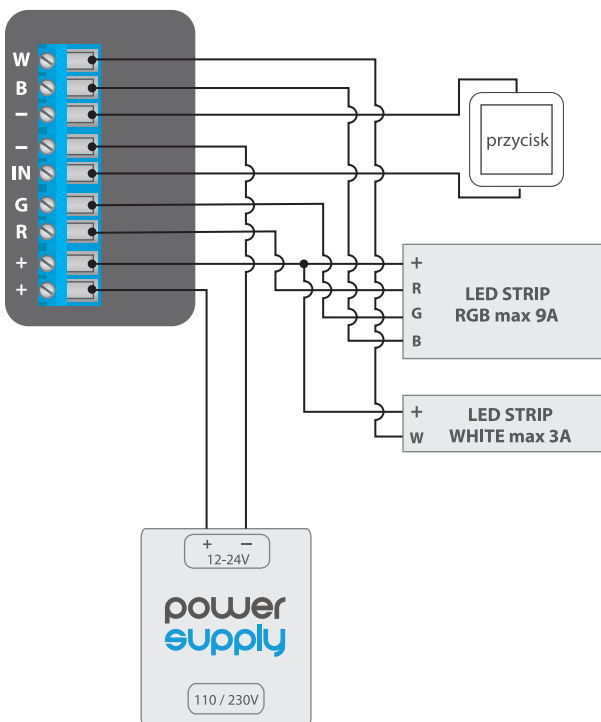 W
B
–
–
IN
G
R
+
+
przycisk
+
R
G
B
LED STRIP
RGB max 9A
+
W
LED STRIP
WHITE max 3A
+ –
12-24V
power
supply
110 / 230V